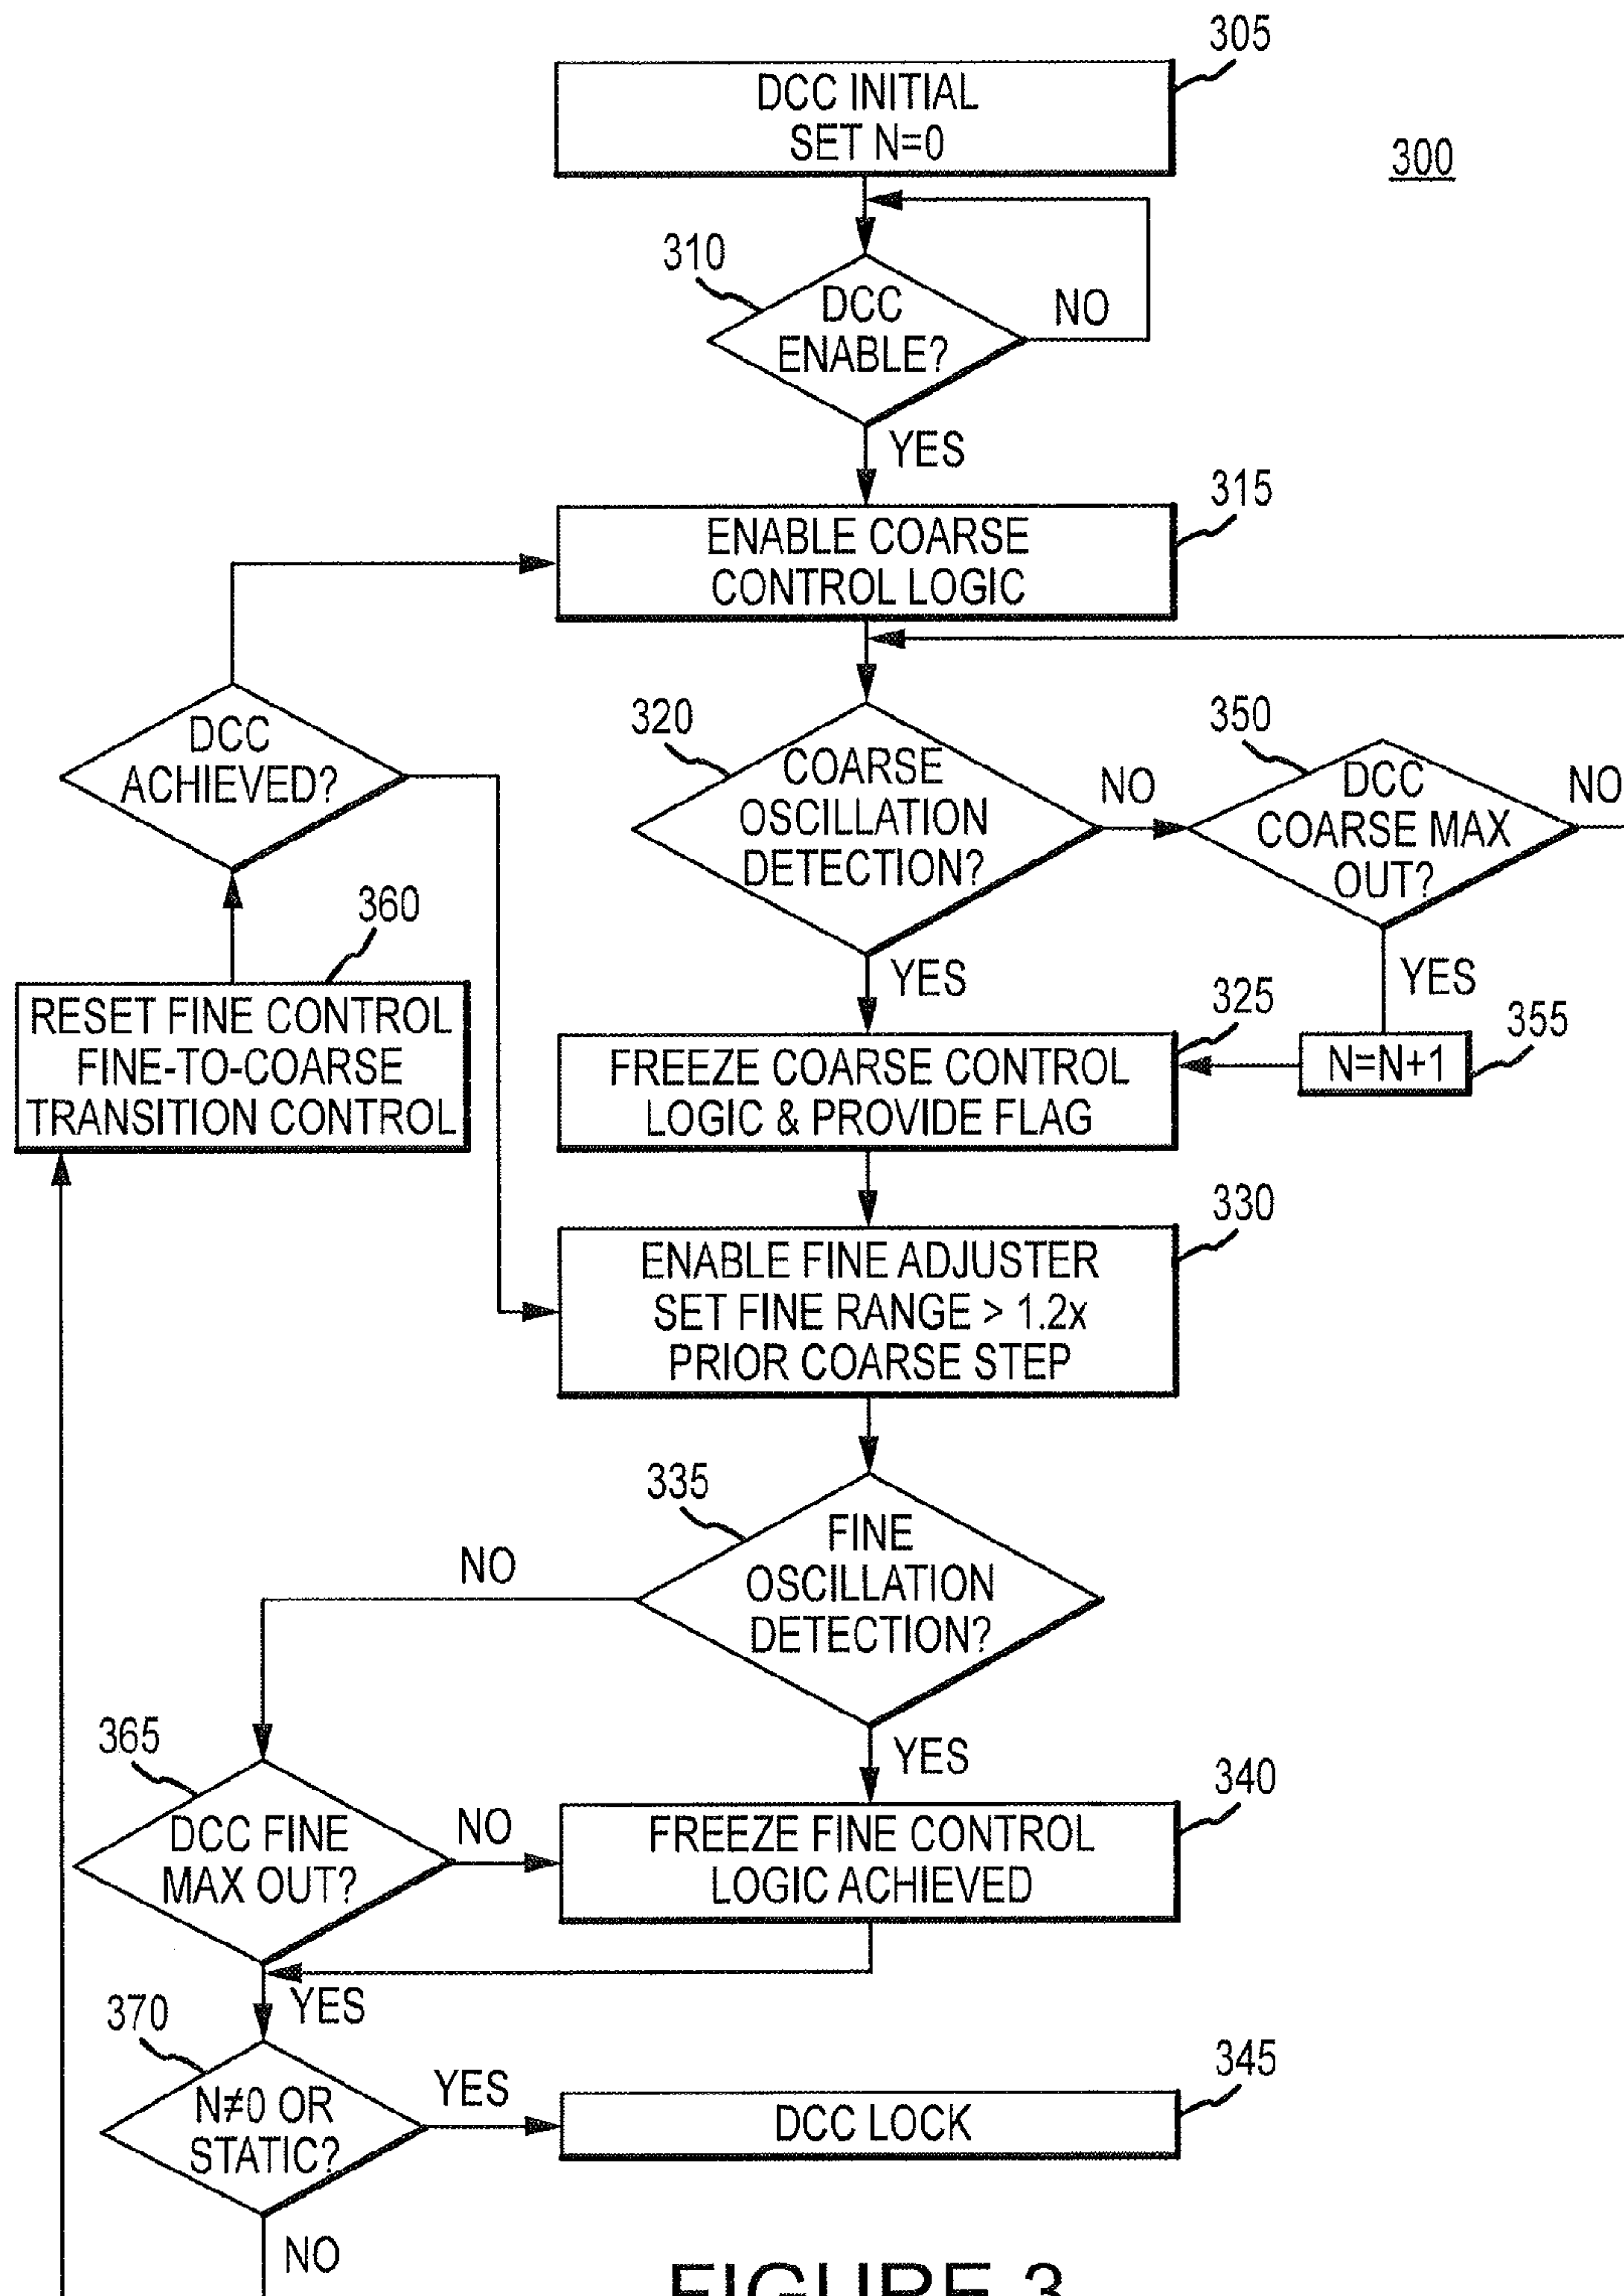 305
DCC INITIAL
SET N=0
300
310
DCC
ENABLE?
NO
YES
315
ENABLE COARSE
CONTROL LOGIC
DCC
ACHIEVED?
320
COARSE
OSCILLATION
DETECTION?
NO
350
DCC
COARSE MAX
OUT?
NO
YES
YES
360
RESET FINE CONTROL
FINE-TO-COARSE
TRANSITION CONTROL
325
FREEZE COARSE CONTROL
LOGIC & PROVIDE FLAG
355
N=N+1
330
ENABLE FINE ADJUSTER
SET FINE RANGE > 1.2x
PRIOR COARSE STEP
335
FINE
OSCILLATION
DETECTION?
NO
YES
365
DCC FINE
MAX OUT?
NO
340
FREEZE FINE CONTROL
LOGIC ACHIEVED
YES
370
N≠0 OR
STATIC?
YES
345
DCC LOCK
NO
FIGURE 3